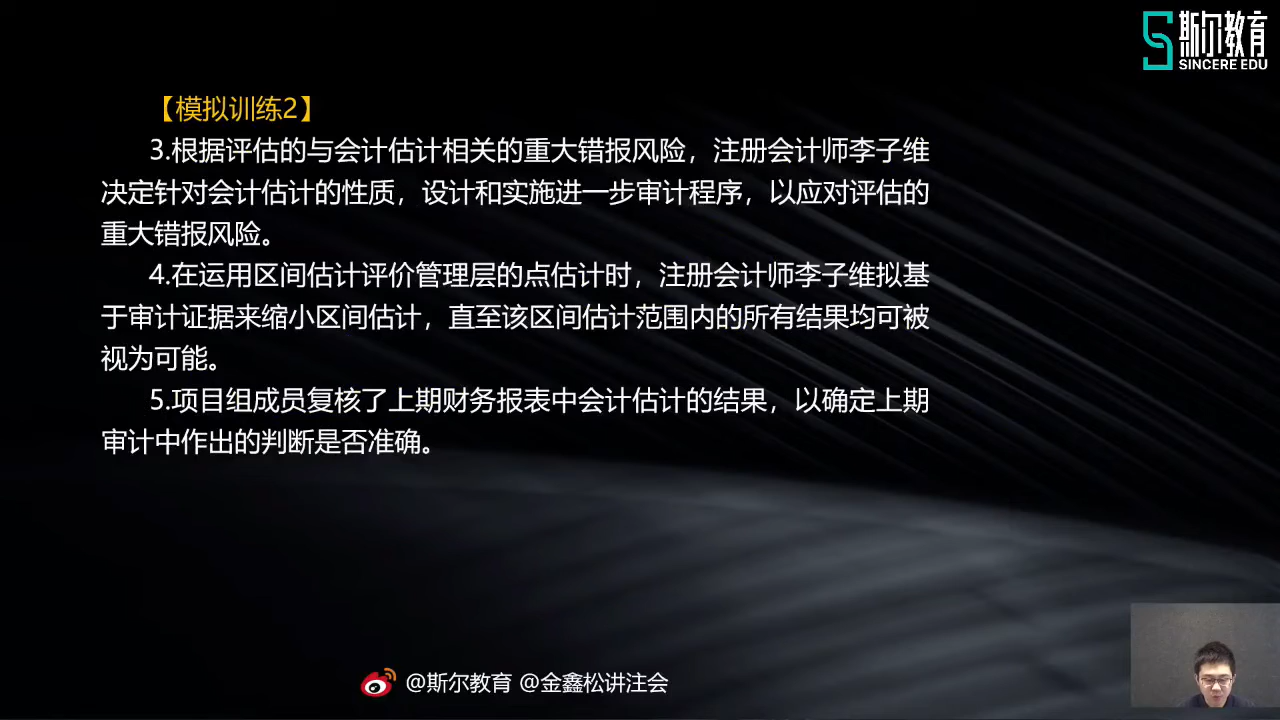 斯尔教育
SINCERE EDU
【模拟训练2】
3.根据评估的与会计估计相关的重大错报风险，注册会计师李子维
决定针对会计估计的性质，设计和实施进一步审计程序，以应对评估的
重大错报风险。
4.在运用区间估计评价管理层的点估计时，注册会计师李子维拟基
于审计证据来缩小区间估计，直至该区间估计范围内的所有结果均可被
视为可能。
5.项目组成员复核了上期财务报表中会计估计的结果，以确定上期
审计中作出的判断是否准确。
@斯尔教育 @金鑫松讲注会